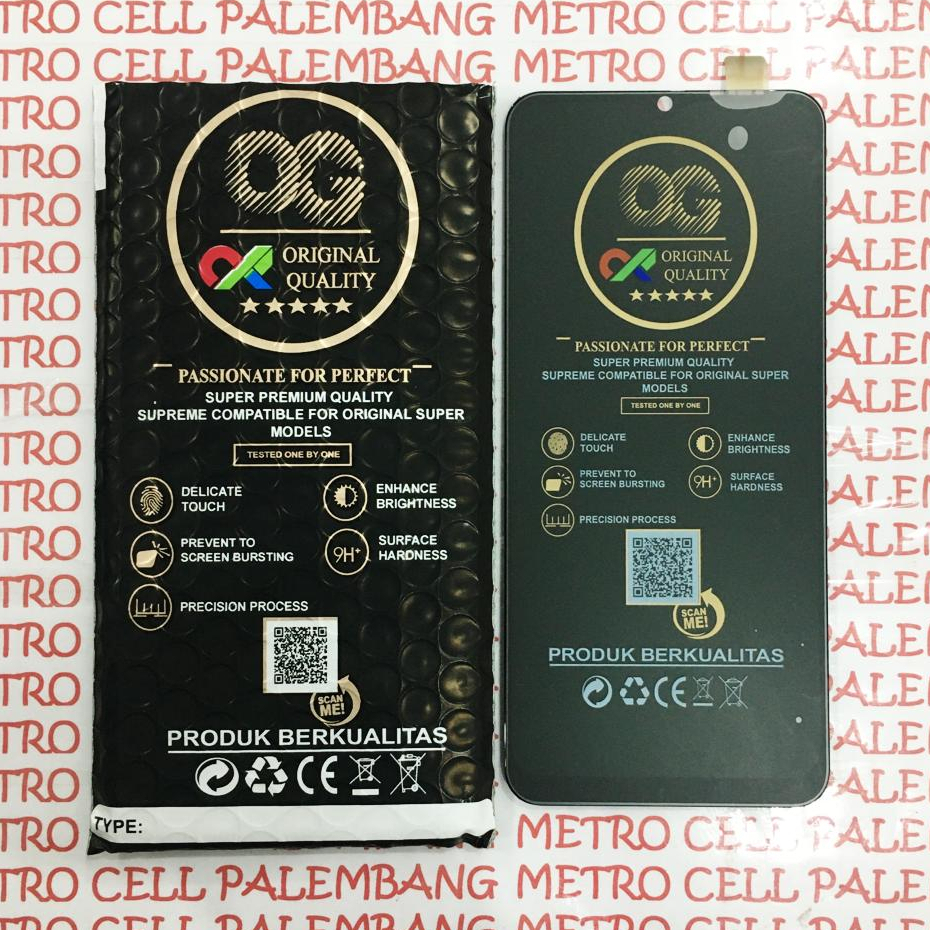 METRO CELL PALEMBANG METRO CELL PALEMBANG
OG
ORIGINAL
QUALITY
PASSIONATE FOR PERFECT
SUPER PREMIUM QUALITY
SUPREME COMPATIBLE FOR ORIGINAL SUPER
MODELS
TESTED ONE BY ONE
DELICATE
TOUCH
ENHANCE
BRIGHTNESS
PREVENT TO
SCREEN BURSTING
9H+
SURFACE
HARDNESS
PRECISION PROCESS
SCAN
ME!
PRODUK BERKUALITAS
CE
TYPE:
OG
ORIGINAL
QUALITY
PASSIONATE FOR PERFECT
SUPER PREMIUM QUALITY
SUPREME COMPATIBLE FOR ORIGINAL SUPER
MODELS
TESTED ONE BY ONE
DELICATE
TOUCH
ENHANCE
BRIGHTNESS
PREVENT TO
SCREEN BURSTING
9H+
SURFACE
HARDNESS
PRECISION PROCESS
SCAN
ME!
PRODUK BERKUALITAS
CE
METRO CELL PALEMBANG METRO CELL PALEMBANG